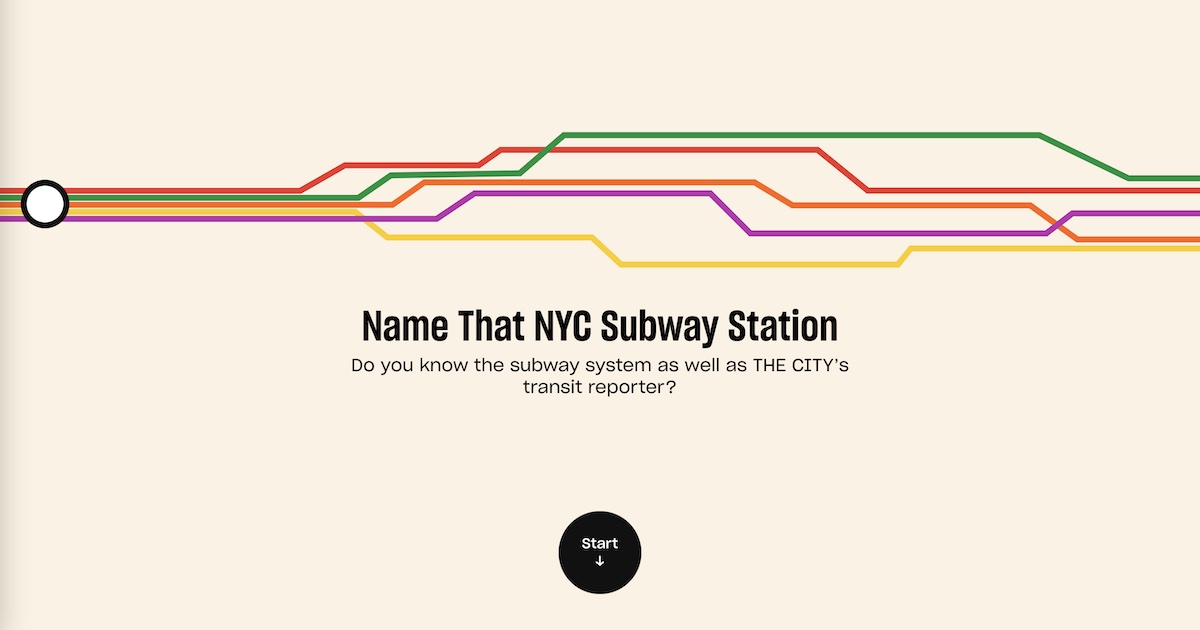 Name That NYC Subway Station
Do you know the subway system as well as THE CITY’s
transit reporter?
Start
↓